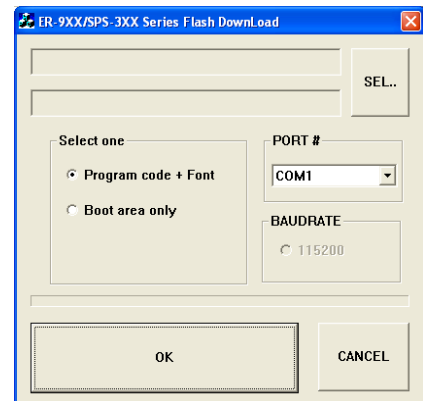 ER-9XX/SPS-3XX Series Flash DownLoad
SEL..
Select one
Program code + Font
Boot area only
PORT #
COM1
BAUDRATE
115200
OK
CANCEL